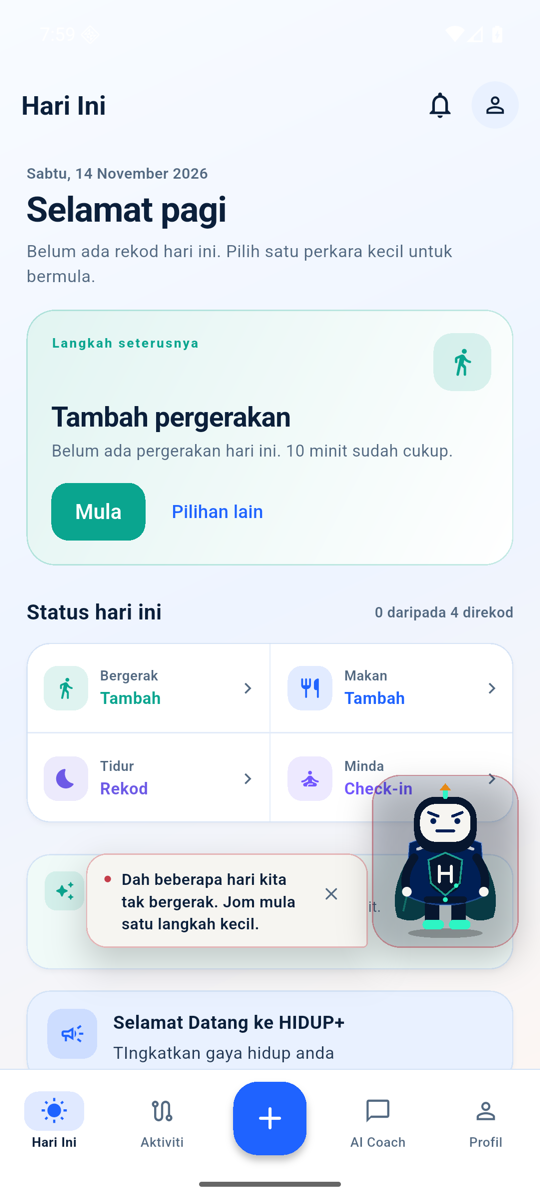 7:59
Hari Ini
Sabtu, 14 November 2026
Selamat pagi
Belum ada rekod hari ini. Pilih satu perkara kecil untuk
bermula.
Langkah seterusnya
Tambah pergerakan
Belum ada pergerakan hari ini. 10 minit sudah cukup.
Mula
Pilihan lain
Status hari ini
0 daripada 4 direkod
Bergerak
Tambah
Makan
Tambah
Tidur
Rekod
Minda
Check-in
H
Dah beberapa hari kita
tak bergerak. Jom mula
satu langkah kecil.
it.
Selamat Datang ke HIDUP+
TIngkatkan gaya hidup anda
Hari Ini
Aktiviti
AI Coach
Profil